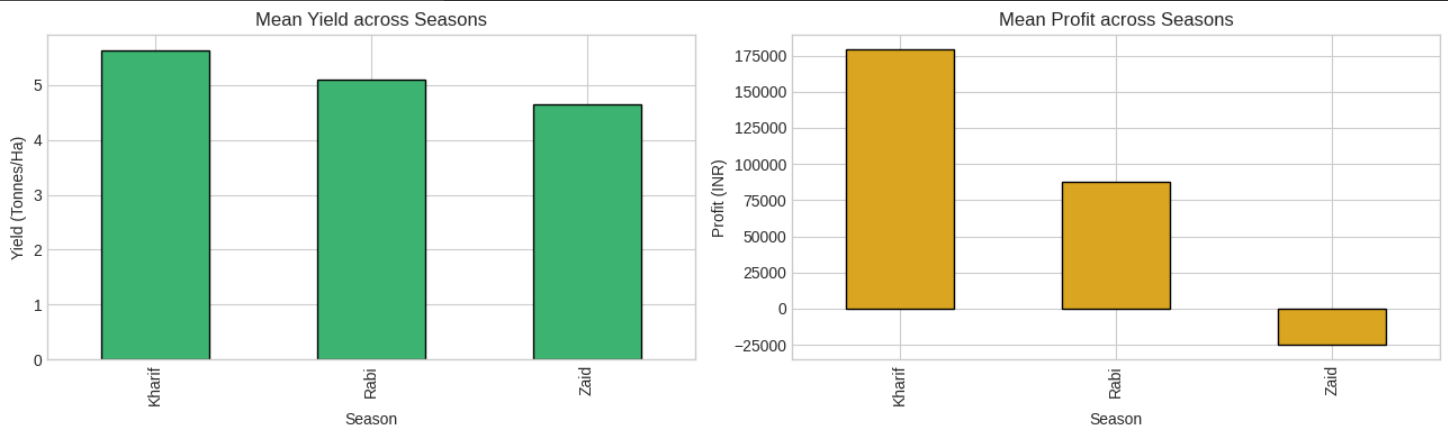 Mean Yield across Seasons
Yield (Tonnes/Ha)
5
4
3
2
1
0
Kharif
Rabi
Zaid
Season
Mean Profit across Seasons
Profit (INR)
175000
150000
125000
100000
75000
50000
25000
0
−25000
Kharif
Rabi
Zaid
Season